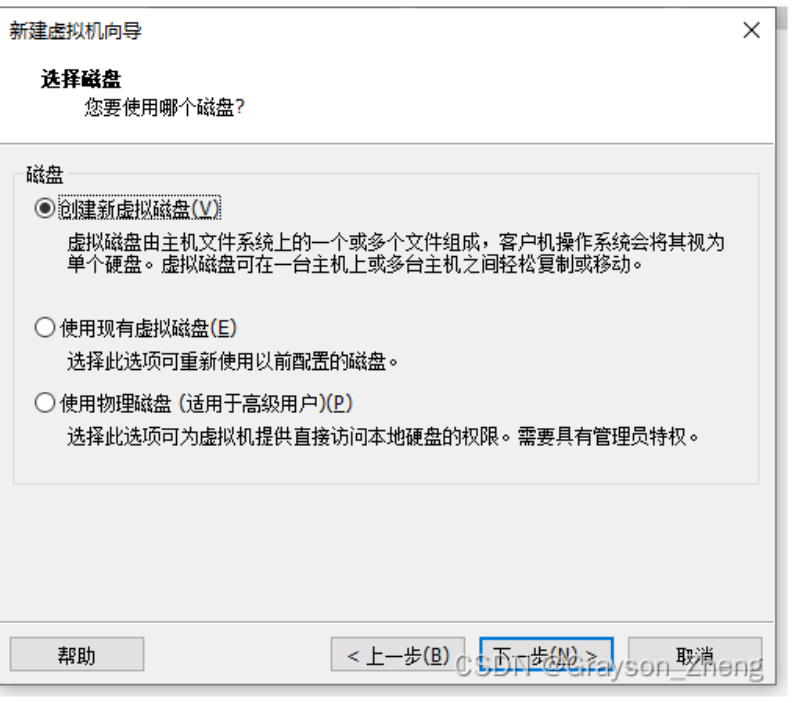 新建虚拟机向导
选择磁盘
您要使用哪个磁盘?
磁盘
创建新虚拟磁盘(V)
虚拟磁盘由主机文件系统上的一个或多个文件组成，客户机操作系统会将其视为
单个硬盘。虚拟磁盘可在一台主机上或多台主机之间轻松复制或移动。
使用现有虚拟磁盘(E)
选择此选项可重新使用以前配置的磁盘。
使用物理磁盘 (适用于高级用户)(P)
选择此选项可为虚拟机提供直接访问本地硬盘的权限。需要具有管理员特权。
帮助
< 上一步(B)
下一步(N) >
取消
CSDN @Grayson_Zheng